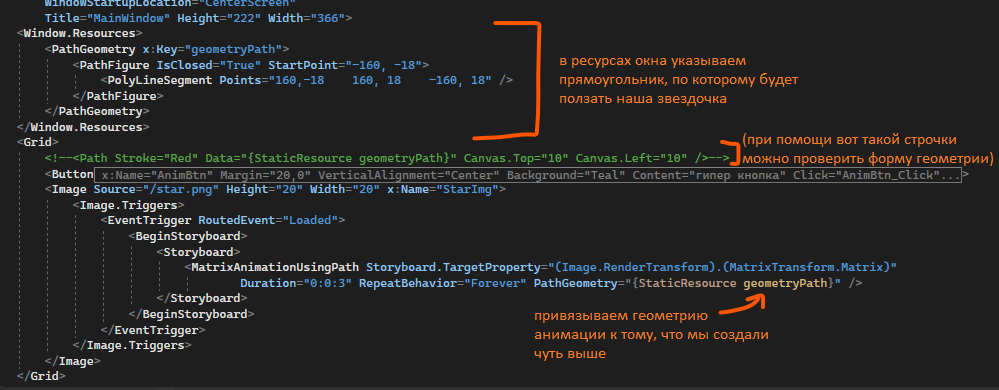 WindowStartupLocation="CenterScreen"
Title="MainWindow" Height="222" Width="366">
<Window.Resources>
<PathGeometry x:Key="geometryPath">
<PathFigure IsClosed="True" StartPoint="-160, -18">
<PolyLineSegment Points="160,-18    160, 18    -160, 18" />
</PathFigure>
</PathGeometry>
</Window.Resources>
в ресурсах окна указываем
прямоугольник, по которому будет
ползать наша звездочка
<Grid>
<!--<Path Stroke="Red" Data="{StaticResource geometryPath}" Canvas.Top="10" Canvas.Left="10" />-->
(при помощи вот такой строчки
можно проверить форму геометрии)
<Button x:Name="AnimBtn" Margin="20,0" VerticalAlignment="Center" Background="Teal" Content="гипер кнопка" Click="AnimBtn_Click"...>
<Image Source="/star.png" Height="20" Width="20" x:Name="StarImg">
<Image.Triggers>
<EventTrigger RoutedEvent="Loaded">
<BeginStoryboard>
<Storyboard>
<MatrixAnimationUsingPath Storyboard.TargetProperty="(Image.RenderTransform).(MatrixTransform.Matrix)"
Duration="0:0:3" RepeatBehavior="Forever" PathGeometry="{StaticResource geometryPath}" />
</Storyboard>
</BeginStoryboard>
</EventTrigger>
</Image.Triggers>
</Image>
</Grid>
привязываем геометрию
анимации к тому, что мы создали
чуть выше